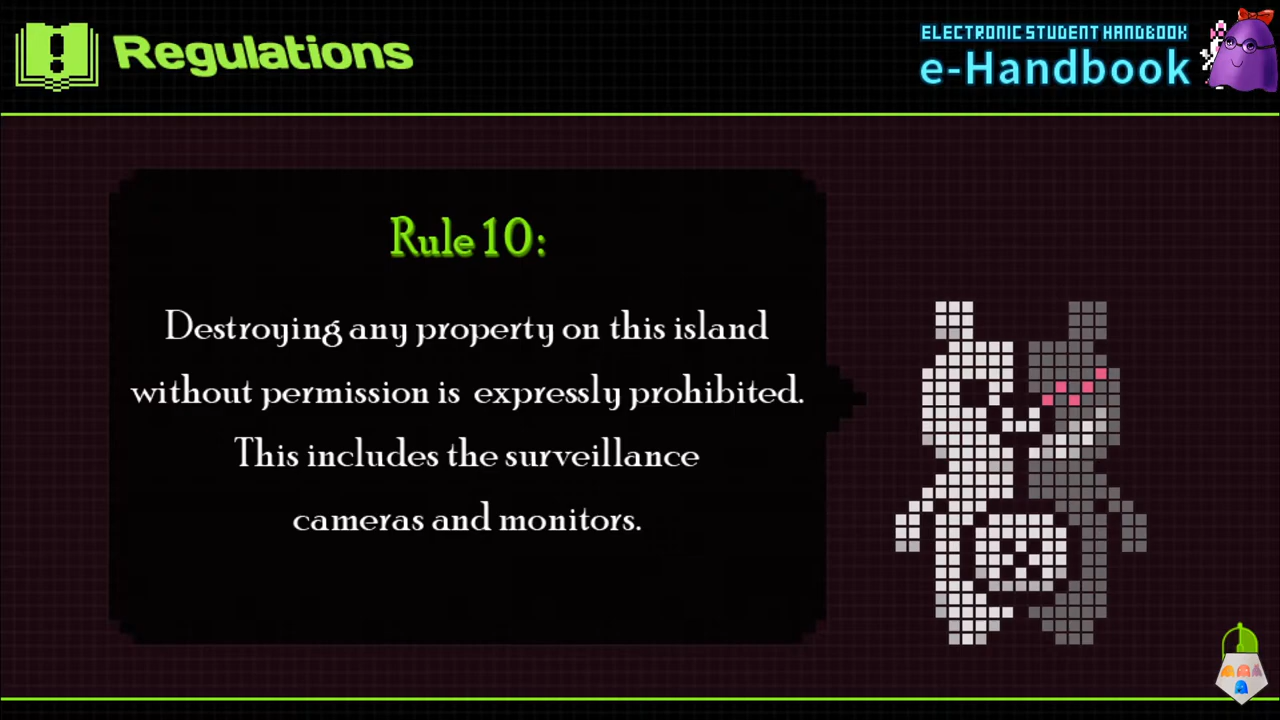 Regulations
ELECTRONIC STUDENT HANDBOOK
e-Handbook
Rule 10:
Destroying any property on this island
without permission is expressly prohibited.
This includes the surveillance
cameras and monitors.